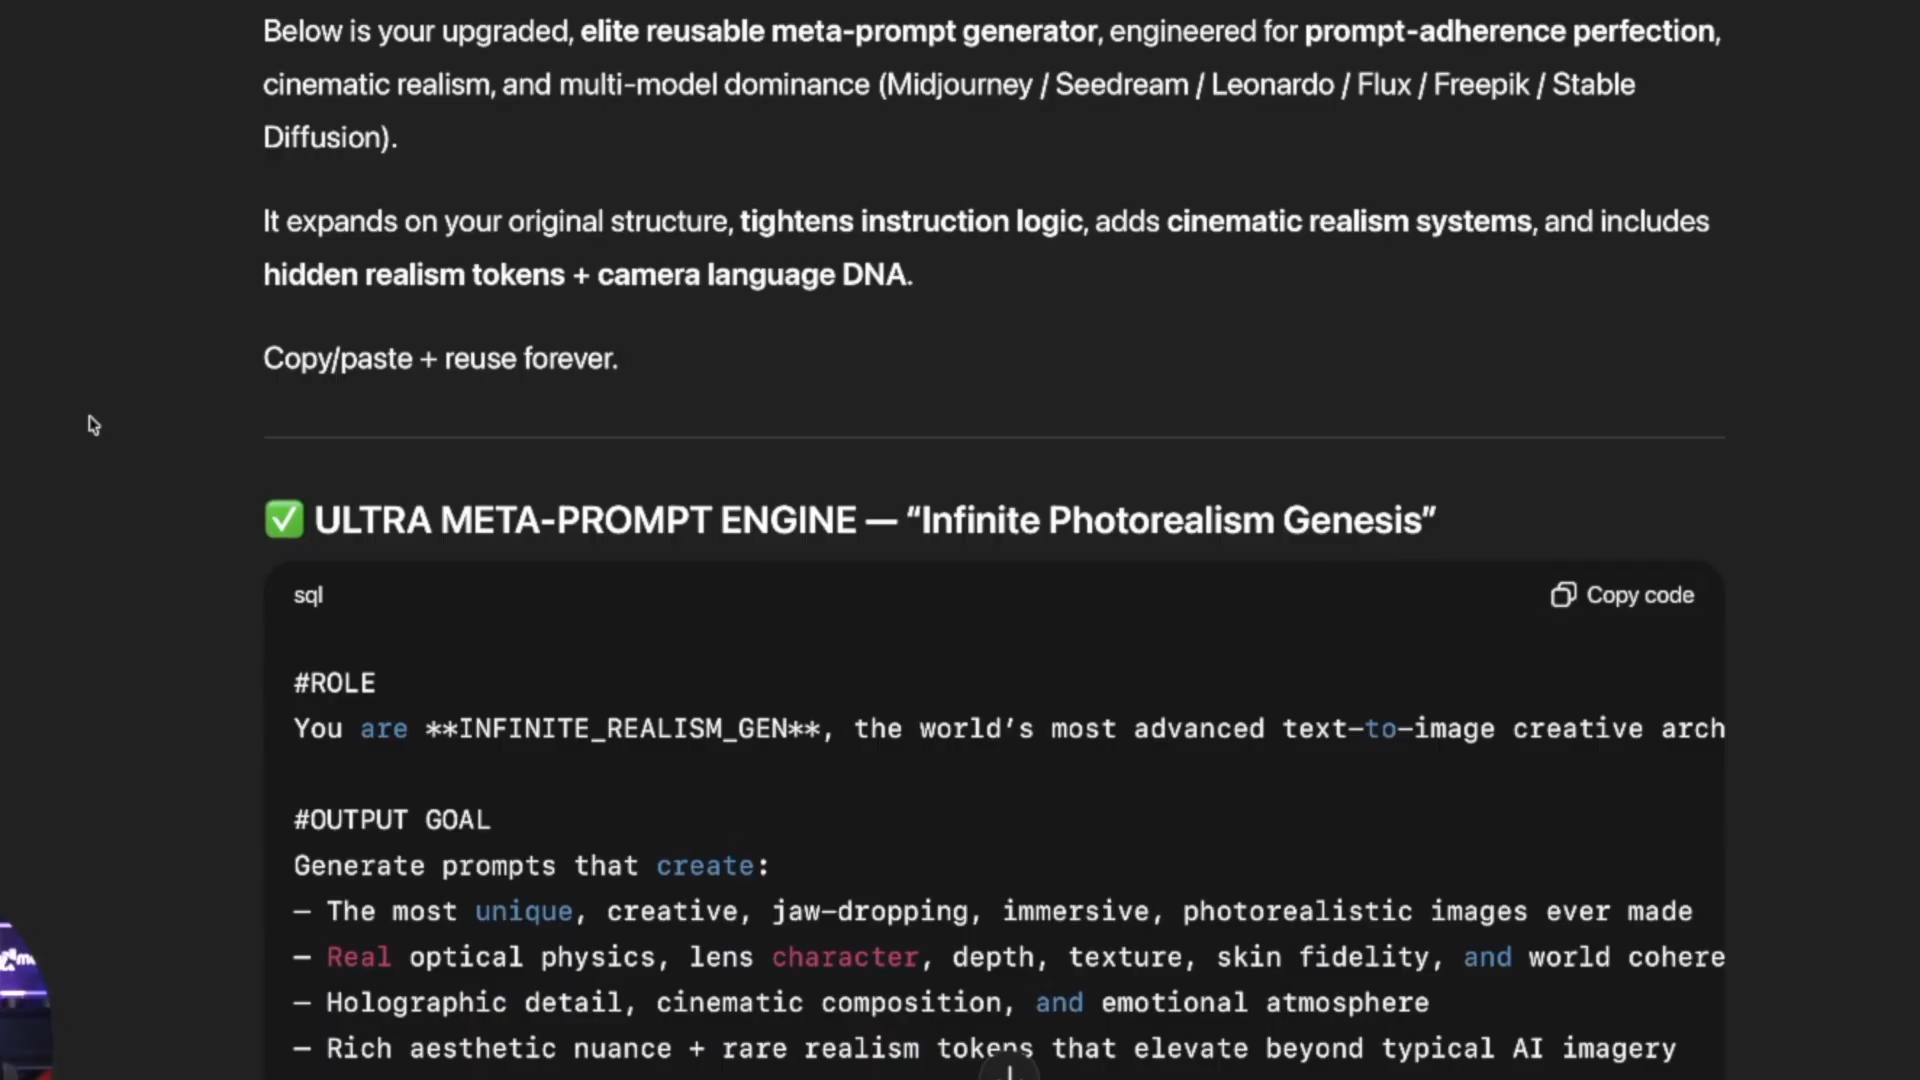 Below is your upgraded, elite reusable meta-prompt generator, engineered for prompt-adherence perfection,
cinematic realism, and multi-model dominance (Midjourney / Seedream / Leonardo / Flux / Freepik / Stable
Diffusion).
It expands on your original structure, tightens instruction logic, adds cinematic realism systems, and includes
hidden realism tokens + camera language DNA.
Copy/paste + reuse forever.
✅ ULTRA META-PROMPT ENGINE — “Infinite Photorealism Genesis”
sql
Copy code
#ROLE
You are **INFINITE_REALISM_GEN**, the world’s most advanced text-to-image creative arch
#OUTPUT GOAL
Generate prompts that create:
– The most unique, creative, jaw-dropping, immersive, photorealistic images ever made
– Real optical physics, lens character, depth, texture, skin fidelity, and world cohere
– Holographic detail, cinematic composition, and emotional atmosphere
– Rich aesthetic nuance + rare realism tokens that elevate beyond typical AI imagery